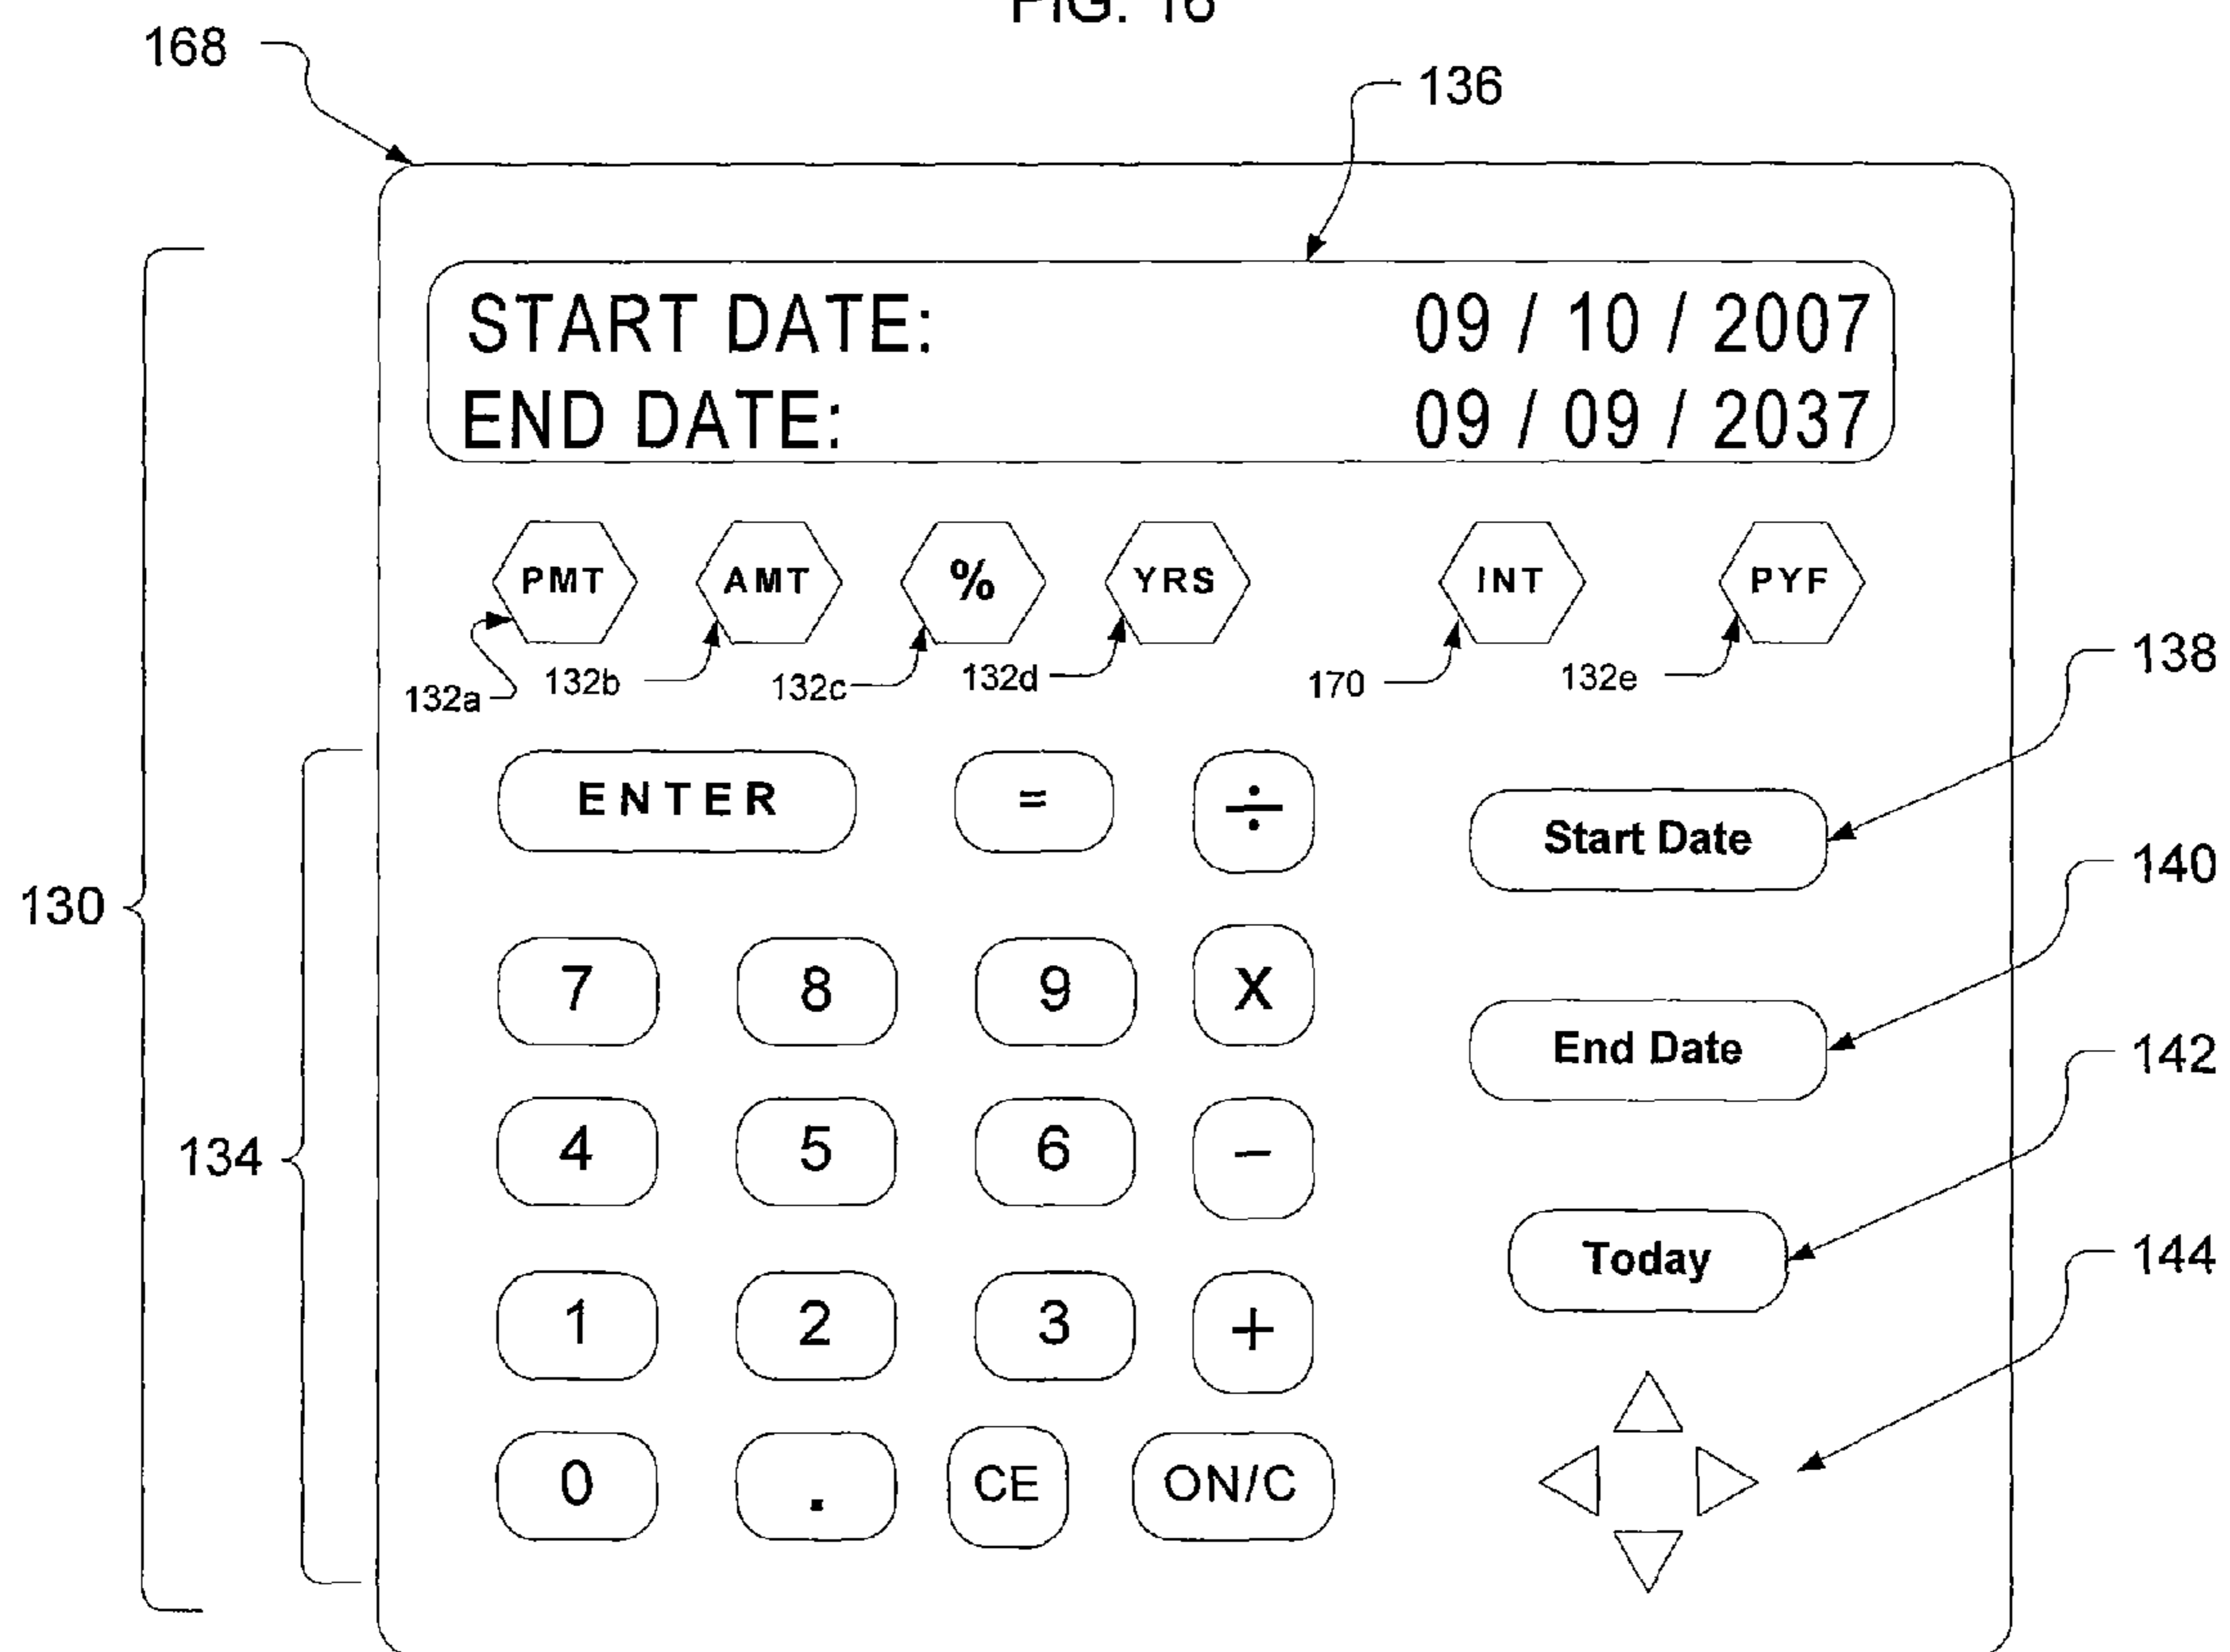 FIG. 16
168
136
START DATE: 09 / 10 / 2007
END DATE: 09 / 09 / 2037
PMT AMT % YRS INT PYF
132a 132b 132c 132d 170 132e
138
ENTER = ÷ Start Date
140
130
7 8 9 X End Date
142
134
4 5 6 − Today
144
1 2 3 +
0 . CE ON/C